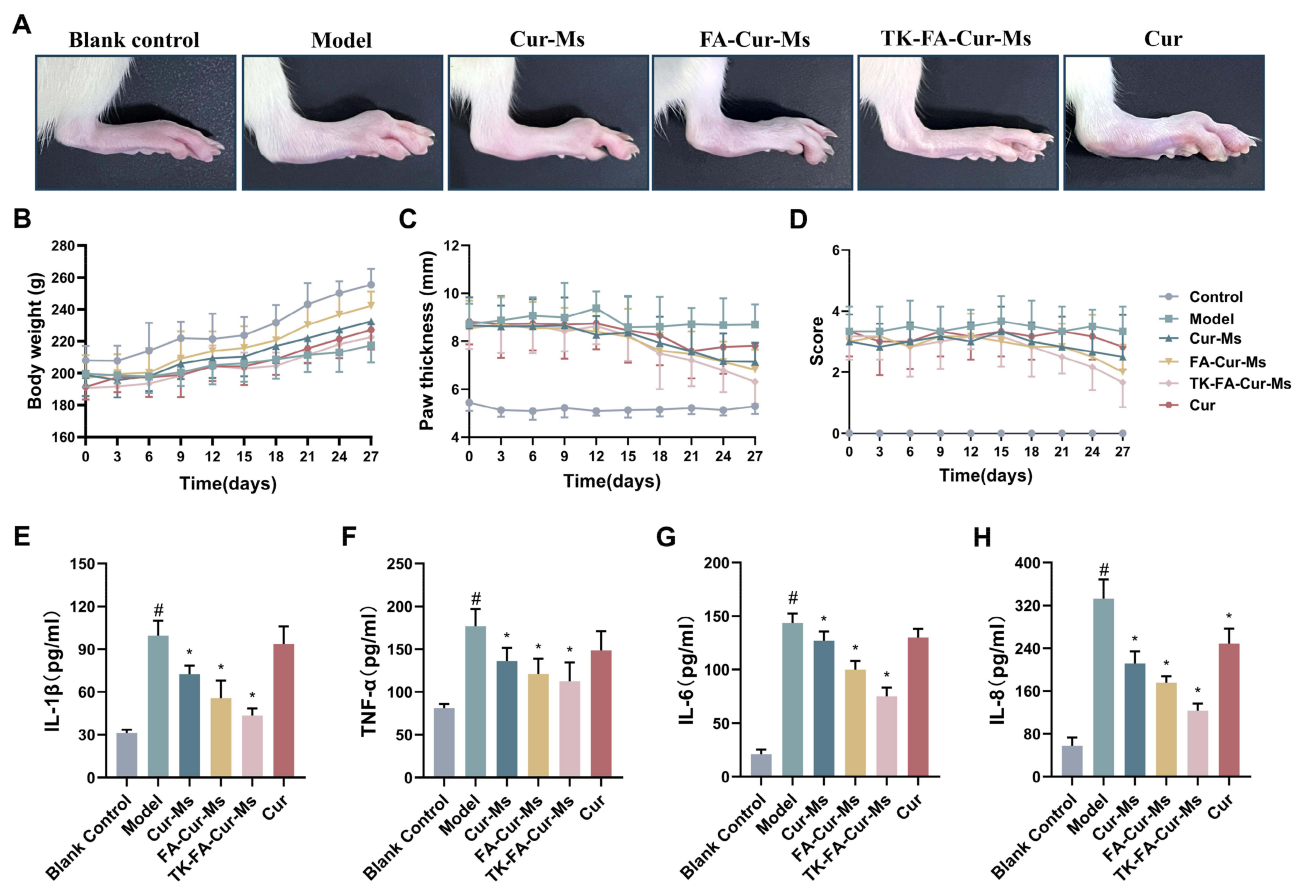 A
Blank control
Model
Cur-Ms
FA-Cur-Ms
TK-FA-Cur-Ms
Cur
B
Body weight (g)
280
260
240
220
200
180
160
0 3 6 9 12 15 18 21 24 27
Time(days)
C
Paw thickness (mm)
12
10
8
6
4
0 3 6 9 12 15 18 21 24 27
Time(days)
D
Score
6
4
2
0
0 3 6 9 12 15 18 21 24 27
Time(days)
Control
Model
Cur-Ms
FA-Cur-Ms
TK-FA-Cur-Ms
Cur
E
IL-1β(pg/ml)
150
120
90
60
30
0
#
*
*
*
Blank Control
Model
Cur-Ms
FA-Cur-Ms
TK-FA-Cur-Ms
Cur
F
TNF-α(pg/ml)
250
200
150
100
50
0
#
*
*
*
Blank Control
Model
Cur-Ms
FA-Cur-Ms
TK-FA-Cur-Ms
Cur
G
IL-6(pg/ml)
200
150
100
50
0
#
*
*
*
Blank Control
Model
Cur-Ms
FA-Cur-Ms
TK-FA-Cur-Ms
Cur
H
IL-8(pg/ml)
400
320
240
160
80
0
#
*
*
*
*
Blank Control
Model
Cur-Ms
FA-Cur-Ms
TK-FA-Cur-Ms
Cur